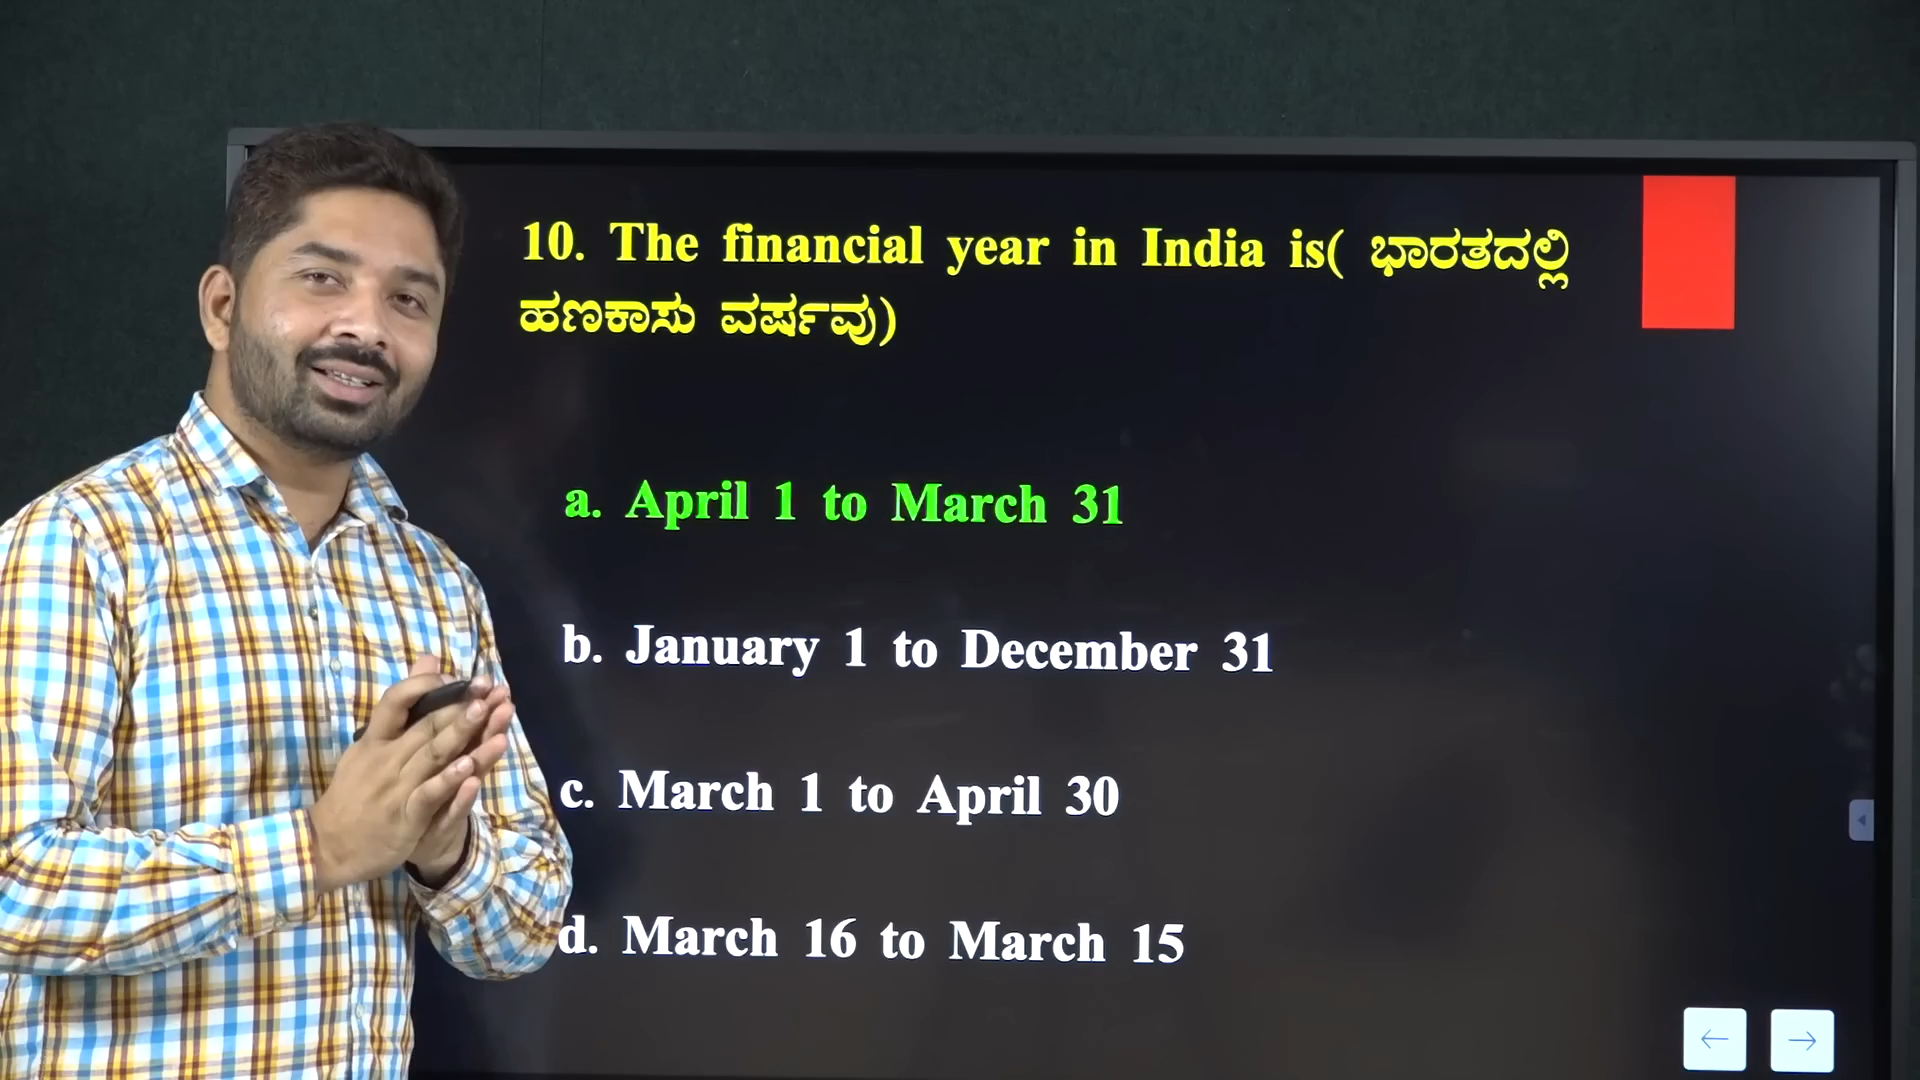 10. The financial year in India is( ಭಾರತದಲ್ಲಿ
ಹಣಕಾಸು ವರ್ಷವು)
a. April 1 to March 31
b. January 1 to December 31
c. March 1 to April 30
d. March 16 to March 15